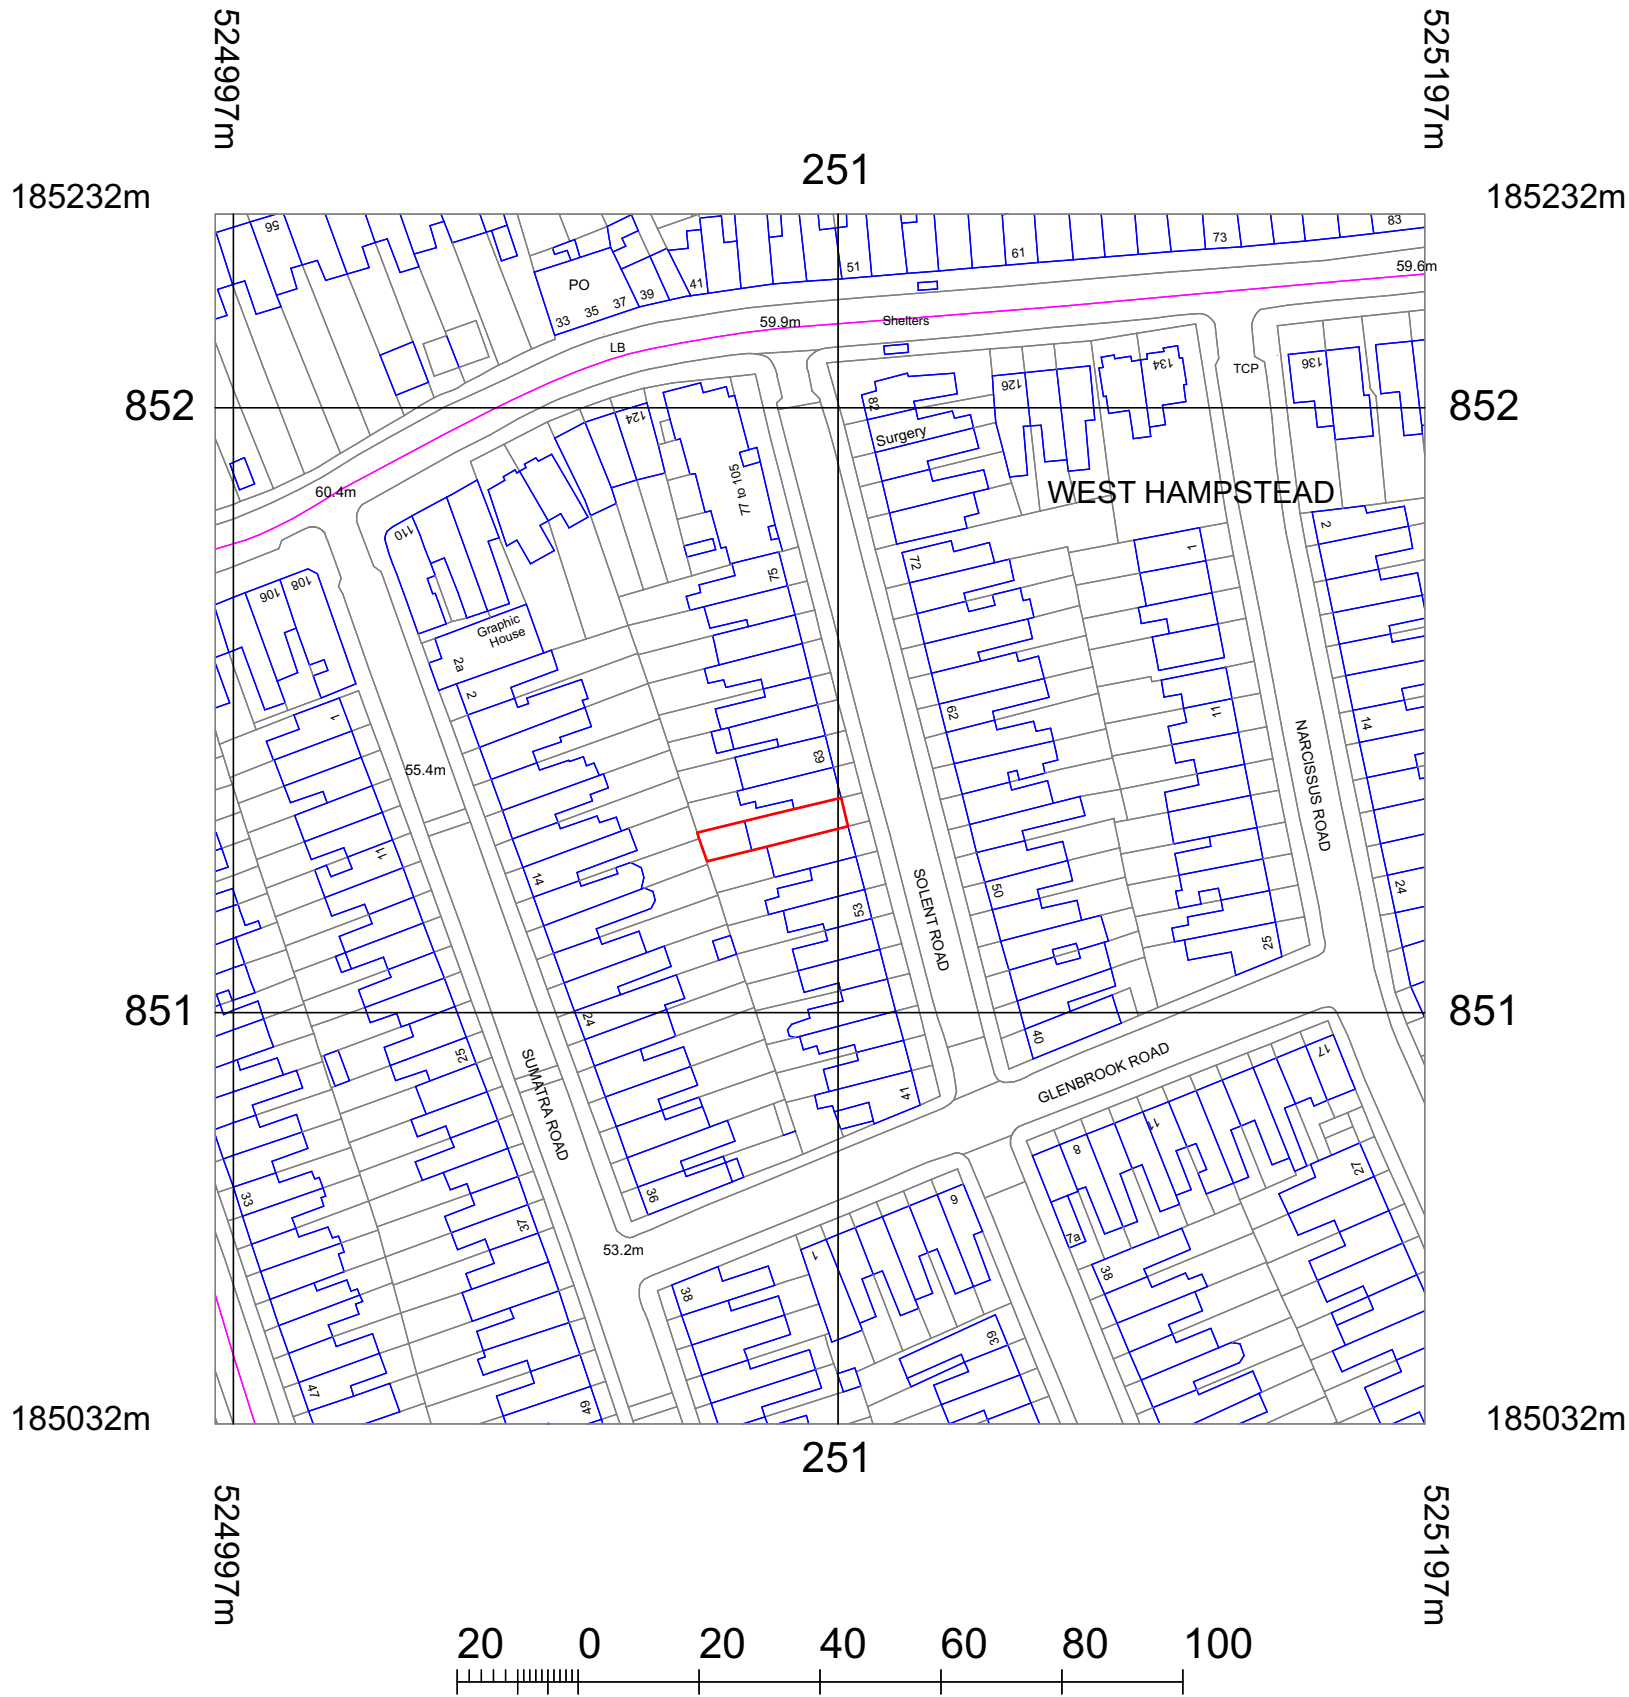 524997m
525197m
251
185232m
185232m
56
83
73
61
51
59.6m
PO
41
39
37
35
33
59.9m
Shelters
LB
TCP
136
134
126
852
852
82
124
Surgery
77 to 105
60.4m
WEST HAMPSTEAD
110
2
1
72
75
108
106
Graphic
House
2a
2
1
62
11
14
NARCISSUS ROAD
63
55.4m
11
14
SOLENT ROAD
50
24
53
25
851
851
24
40
SUMATRA ROAD
25
GLENBROOK ROAD
17
41
11
8
27
33
36
6
37
7a
53.2m
1
38
38
39
47
49
185032m
185032m
251
524997m
525197m
20 0 20 40 60 80 100